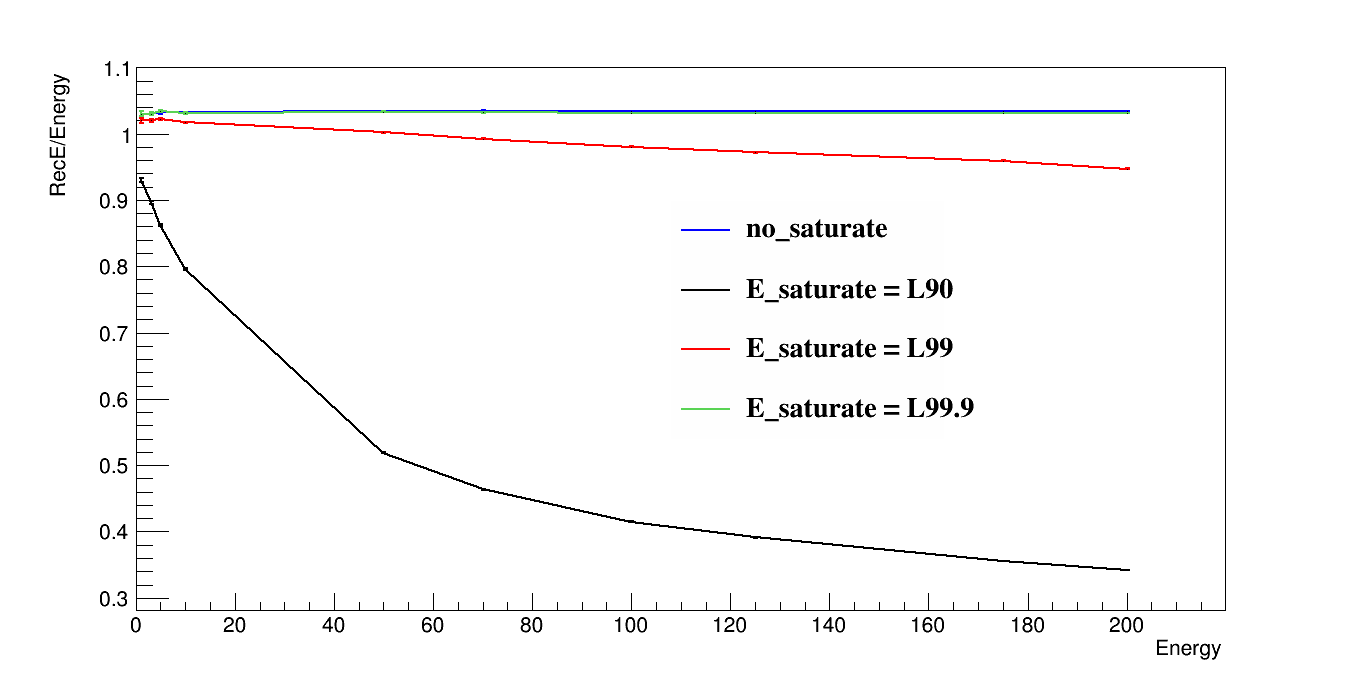 RecE/Energy
1.1
1
0.9
0.8
0.7
0.6
0.5
0.4
0.3
no_saturate
E_saturate = L90
E_saturate = L99
E_saturate = L99.9
0 20 40 60 80 100 120 140 160 180 200
Energy